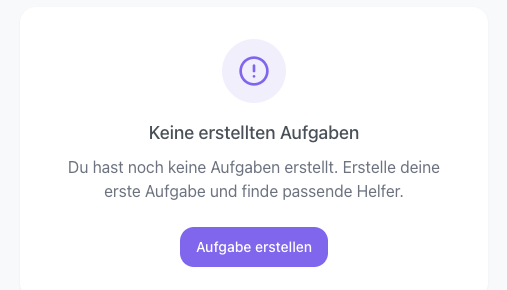 Keine erstellten Aufgaben
Du hast noch keine Aufgaben erstellt. Erstelle deine
erste Aufgabe und finde passende Helfer.
Aufgabe erstellen